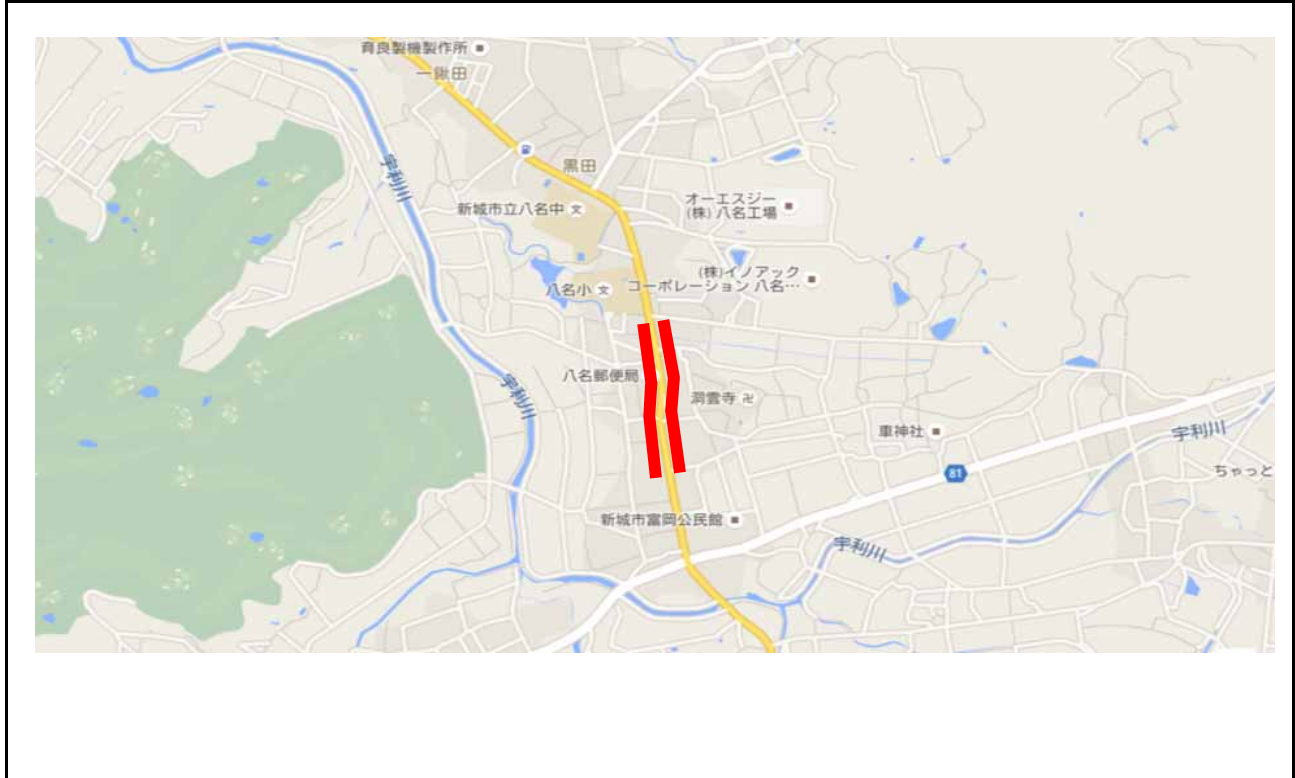 育良製機製作所
一鍬田
宇利川
黒田
新城市立八名中
文
オーエスジー
(株) 八名工場
(株)イノアック
コーポレーション 八名…
八名小
文
八名郵便局
宇利川
洞雲寺
卍
車神社
宇利川
81
ちゃっと
新城市富岡公民館
宇利川